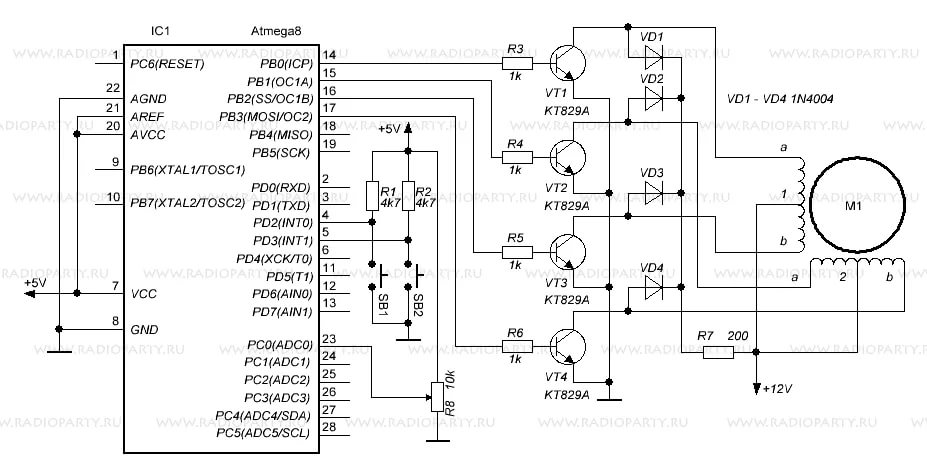 IC1 Atmega8
1 PC6(RESET)
22 AGND
21 AREF
20 AVCC
9 PB6(XTAL1/TOSC1)
10 PB7(XTAL2/TOSC2)
+5V 7 VCC
8 GND
PB0(ICP) 14
PB1(OC1A) 15
PB2(SS/OC1B) 16
PB3(MOSI/OC2) 17
PB4(MISO) 18
PB5(SCK) 19
PD0(RXD) 2
PD1(TXD) 3
PD2(INT0) 4
PD3(INT1) 5
PD4(XCK/T0) 6
PD5(T1) 11
PD6(AIN0) 12
PD7(AIN1) 13
PC0(ADC0) 23
PC1(ADC1) 24
PC2(ADC2) 25
PC3(ADC3) 26
PC4(ADC4/SDA) 27
PC5(ADC5/SCL) 28
+5V
R1 4k7
R2 4k7
SB1
SB2
10k
R8
R3 1k
VT1
KT829A
R4 1k
VT2
KT829A
R5 1k
VT3
KT829A
R6 1k
VT4
KT829A
VD1
VD2
VD3
VD4
VD1 - VD4 1N4004
R7 200
+12V
a
1
b
M1
a 2 b
WWW.RADIOPARTY.RU